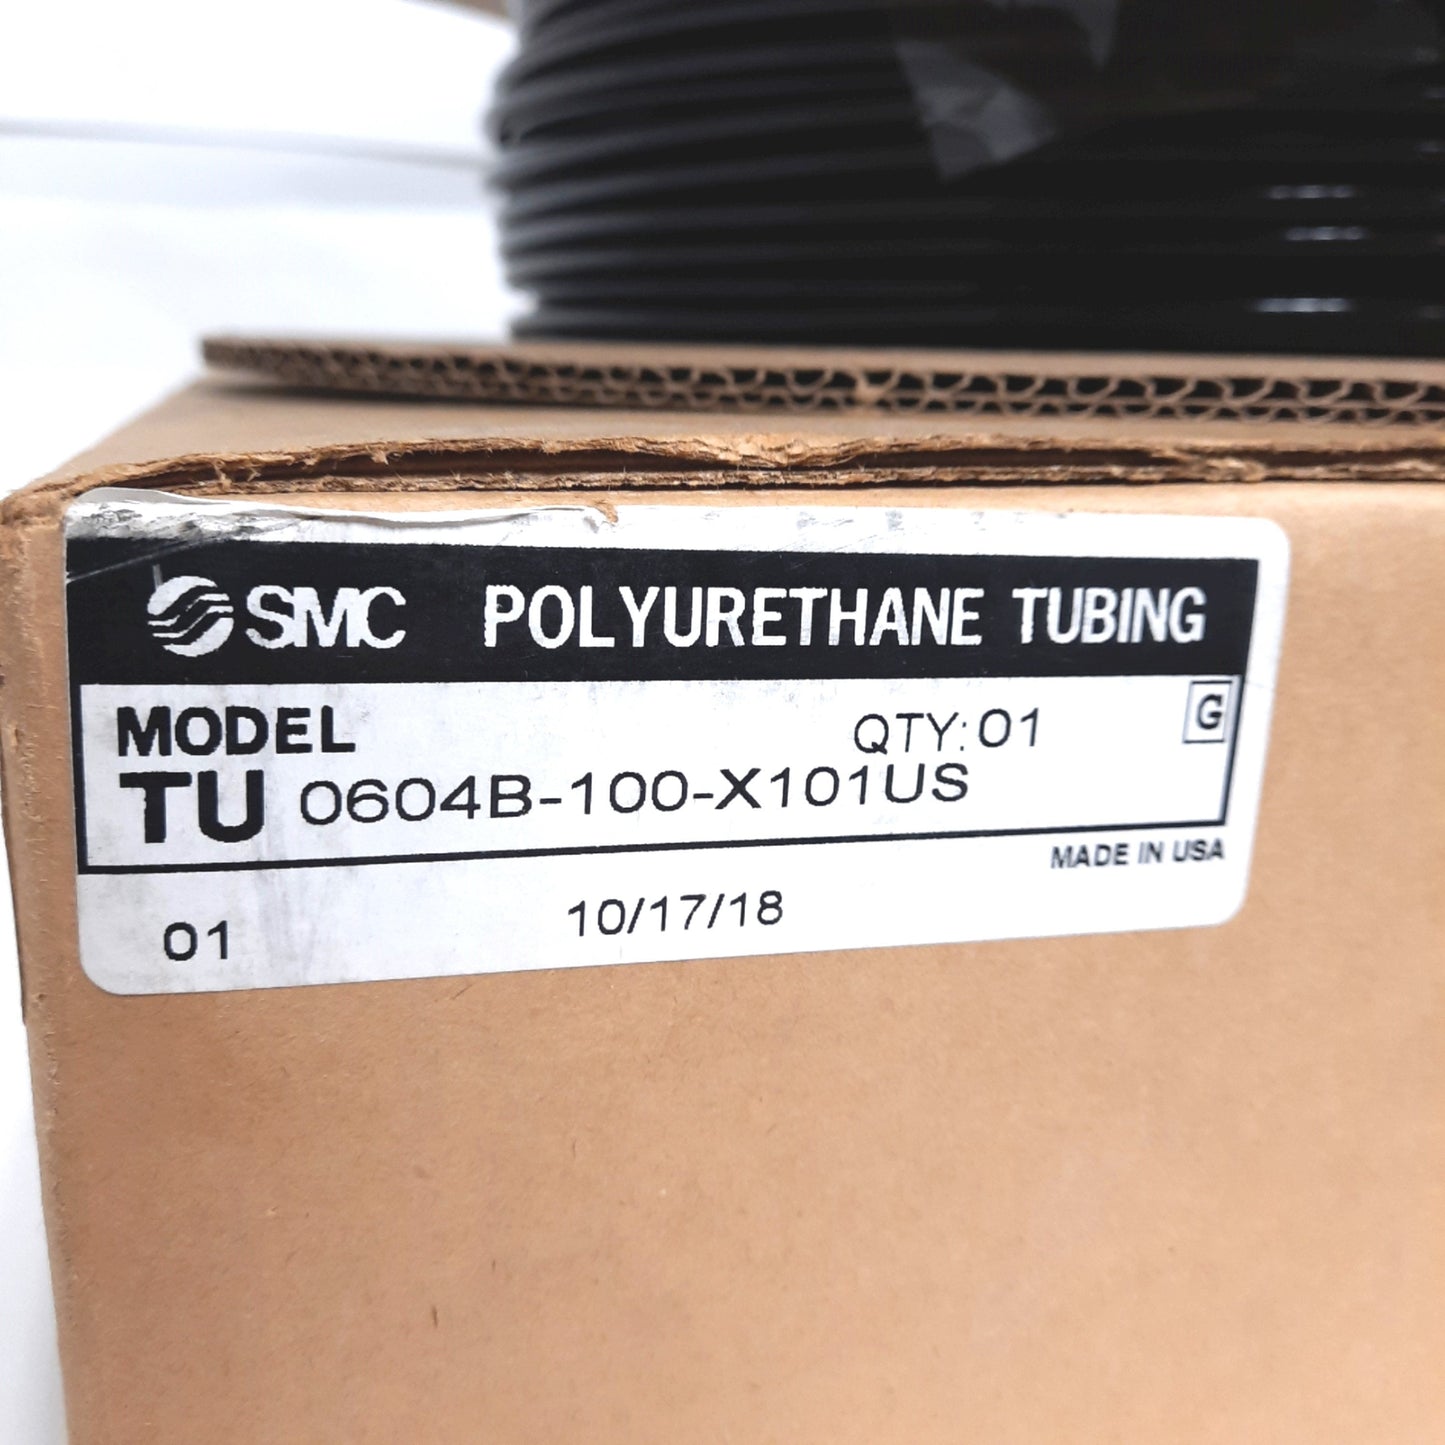 SMC POLYURETHANE TUBING
MODEL QTY: 01 G
TU 0604B-100-X101US
MADE IN USA
01 10/17/18